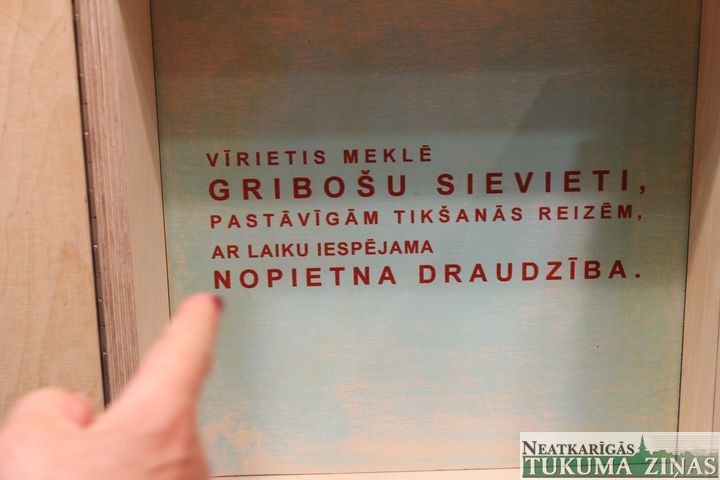 VĪRIETIS MEKLĒ
GRIBOŠU SIEVIETI,
PASTĀVĪGĀM TIKŠANĀS REIZĒM,
AR LAIKU IESPĒJAMA
NOPIETNA DRAUDZĪBA.
NEATKARĪGĀS
TUKUMA ZIŅAS